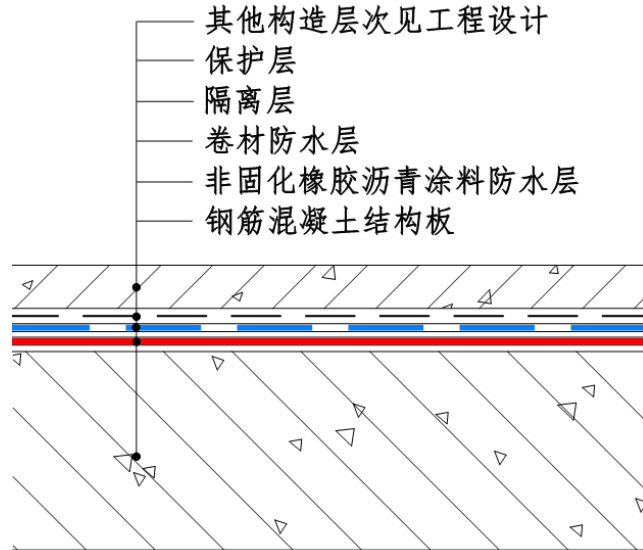 其他构造层次见工程设计
保护层
隔离层
卷材防水层
非固化橡胶沥青涂料防水层
钢筋混凝土结构板